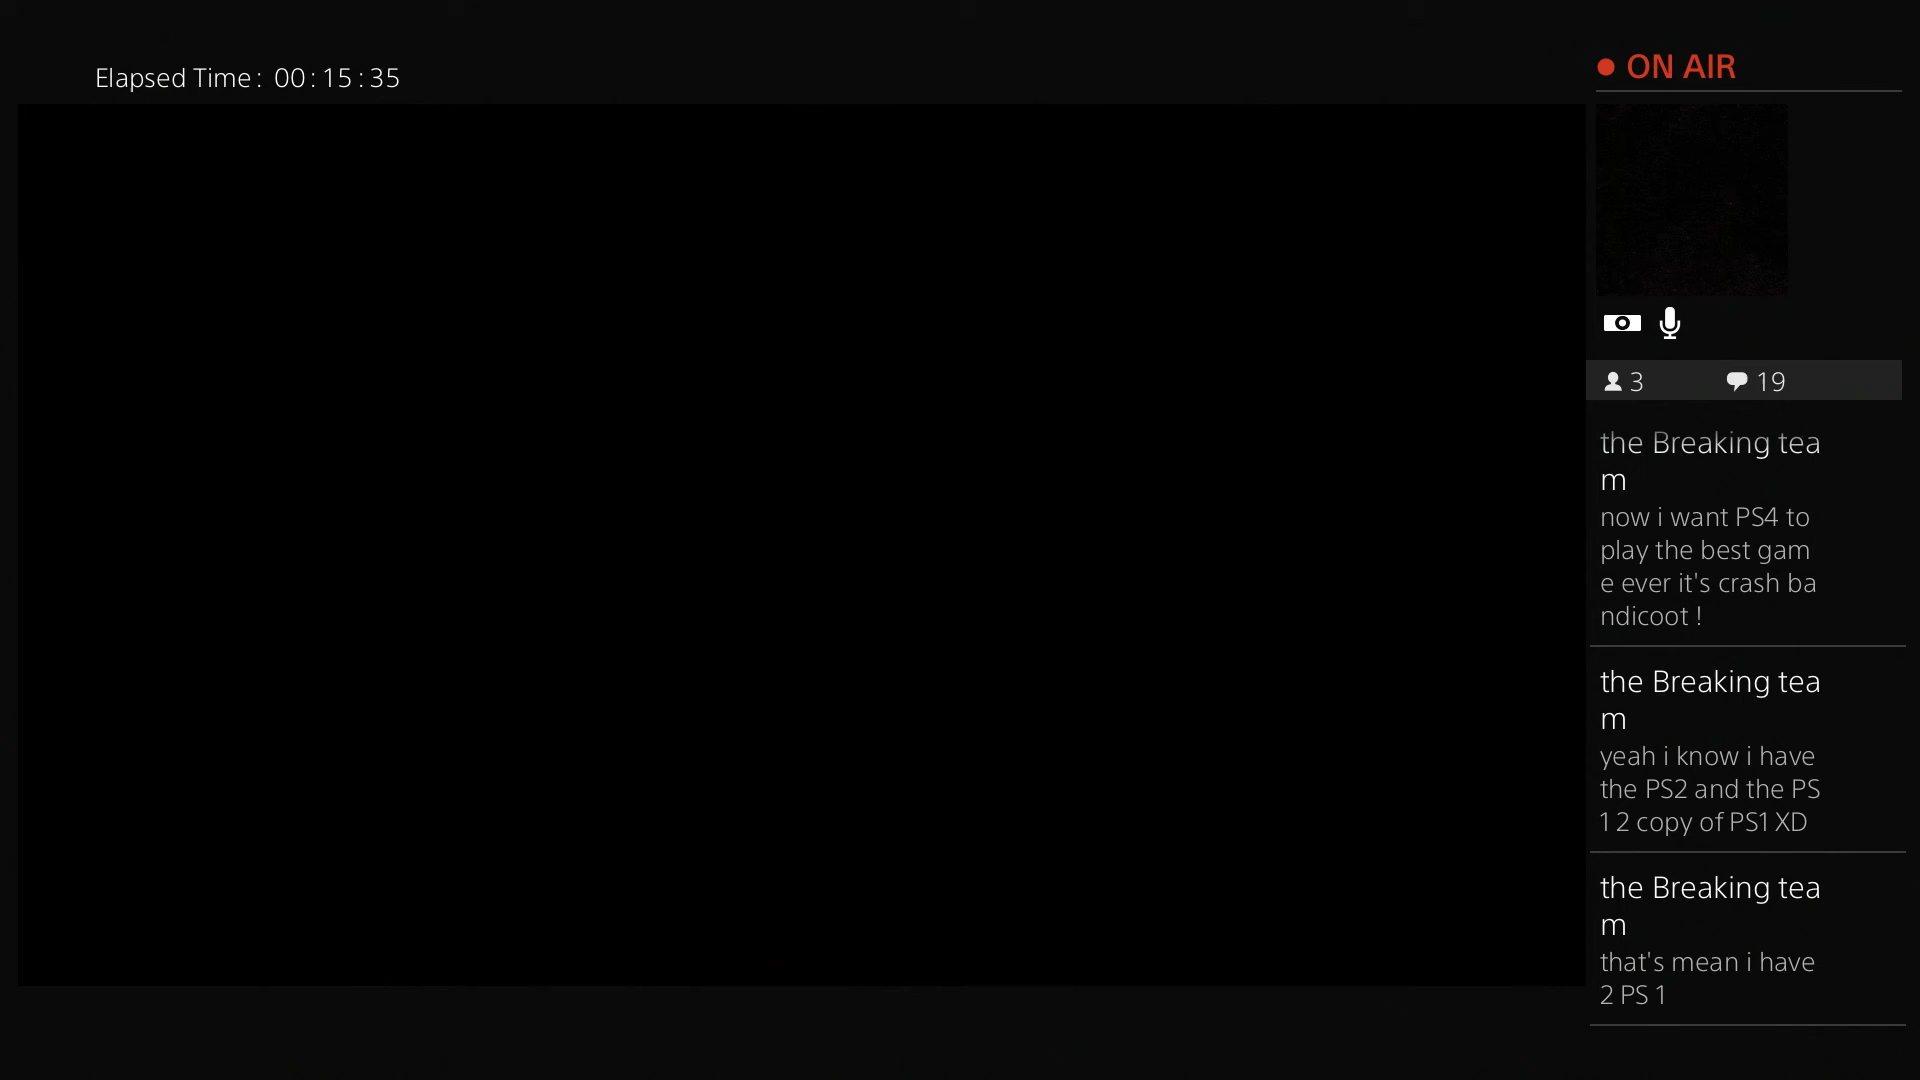 Elapsed Time: 00:15:35
ON AIR
3 19
the Breaking tea
m
now i want PS4 to
play the best gam
e ever it's crash ba
ndicoot !
the Breaking tea
m
yeah i know i have
the PS2 and the PS
1 2 copy of PS1 XD
the Breaking tea
m
that's mean i have
2 PS 1